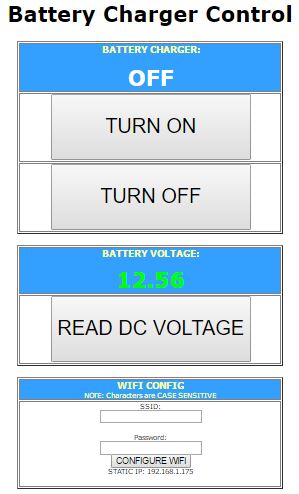 Battery Charger Control
BATTERY CHARGER:
OFF
TURN ON
TURN OFF
BATTERY VOLTAGE:
12.56
READ DC VOLTAGE
WIFI CONFIG
NOTE: Characters are CASE SENSITIVE
SSID:
Password:
CONFIGURE WIFI
STATIC IP: 192.168.1.175